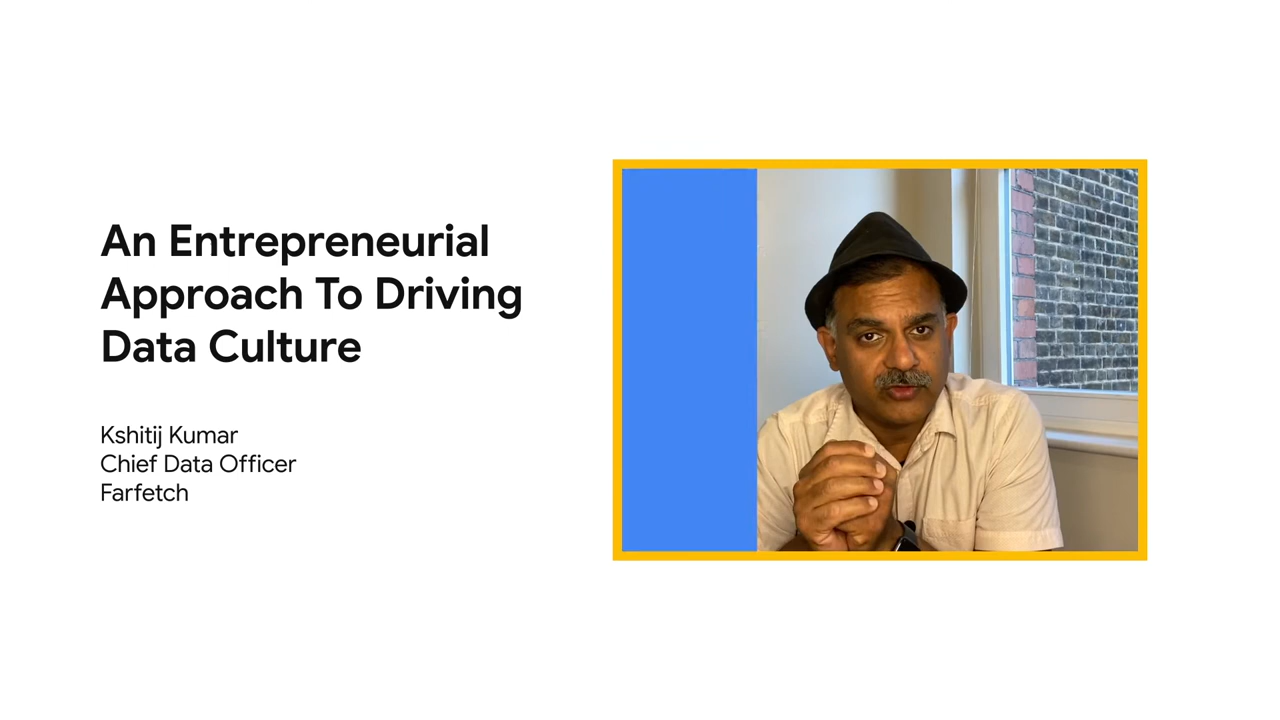 An Entrepreneurial
Approach To Driving
Data Culture
Kshitij Kumar
Chief Data Officer
Farfetch